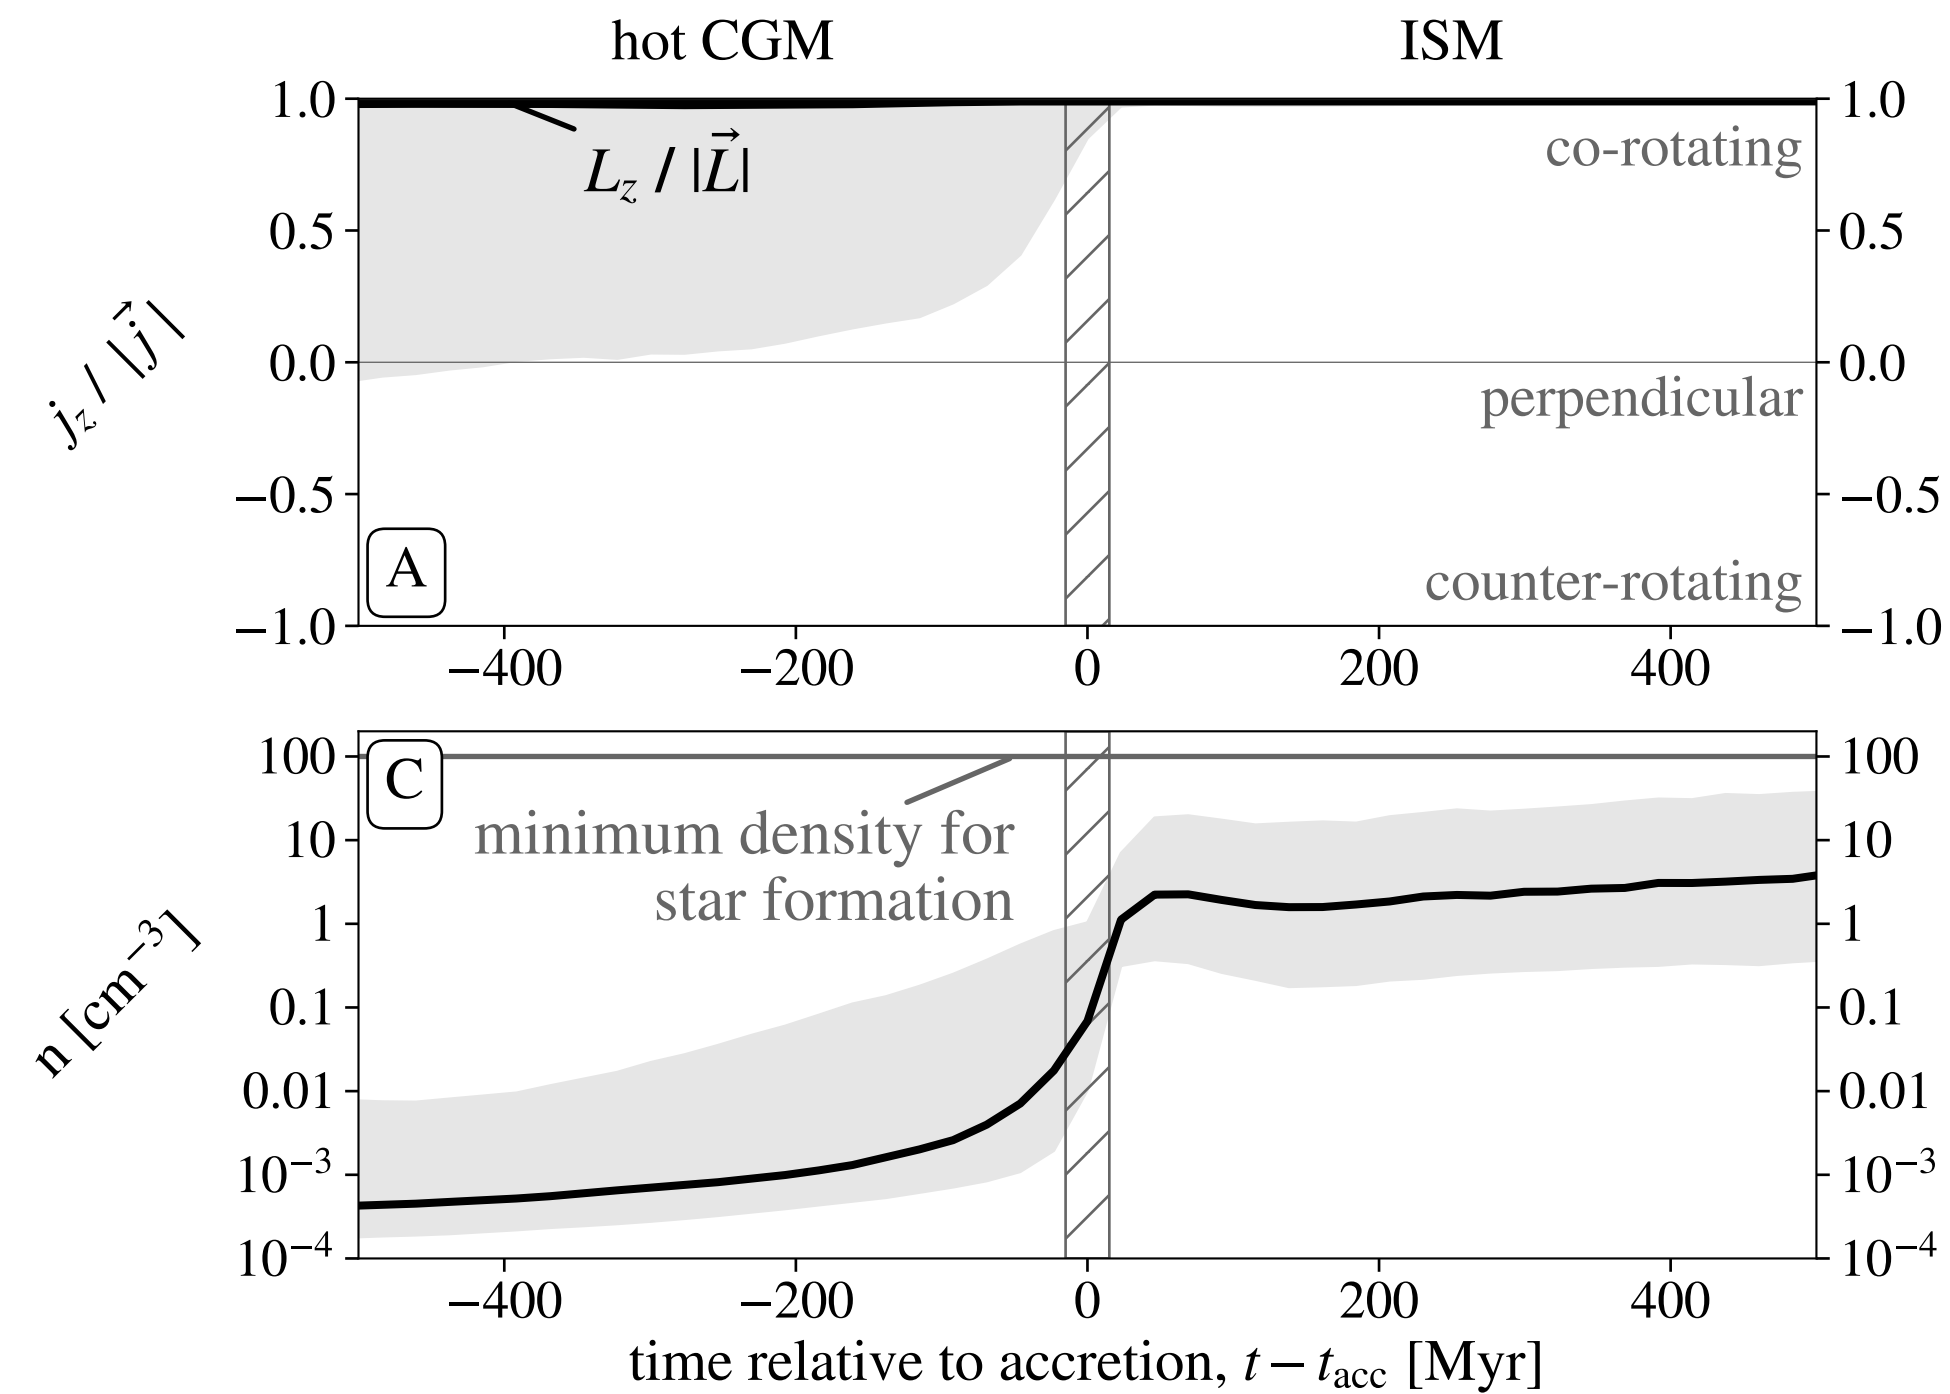 hot CGM ISM
1.0 1.0
L_z / |L⃗| co-rotating
0.5 0.5
j_z / |j⃗|
0.0 0.0
perpendicular
−0.5 −0.5
A counter-rotating
−1.0 −1.0
−400 −200 0 200 400
100 C 100
minimum density for
10 10
star formation
1 1
n [cm⁻³]
0.1 0.1
0.01 0.01
10⁻³ 10⁻³
10⁻⁴ 10⁻⁴
−400 −200 0 200 400
time relative to accretion, t − t_acc [Myr]